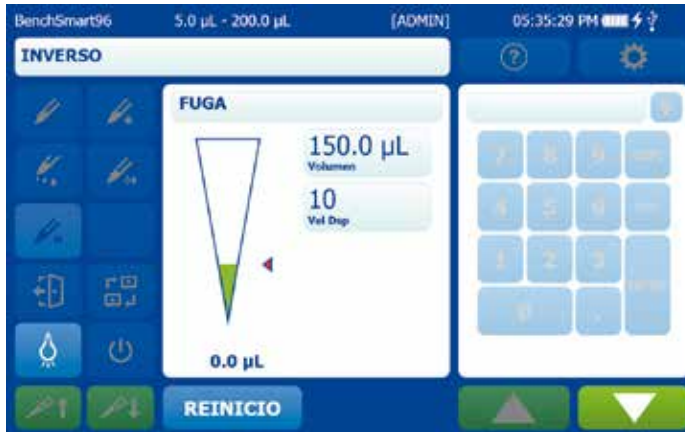 BenchSmart96 5.0 µL - 200.0 µL [ADMIN] 05:35:29 PM
INVERSO
?
FUGA
150.0 µL
Volumen
10
Vel Dsp
7 8 9
4 5 6
1 2 3
0 .
0.0 µL
REINICIO